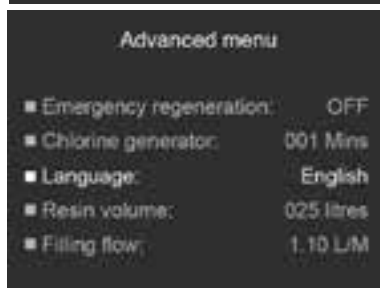 Advanced menu
Emergency regeneration: OFF
Chlorine generator: 001 Mins
Language: English
Resin volume: 025 litres
Filling flow: 1.10 L/M